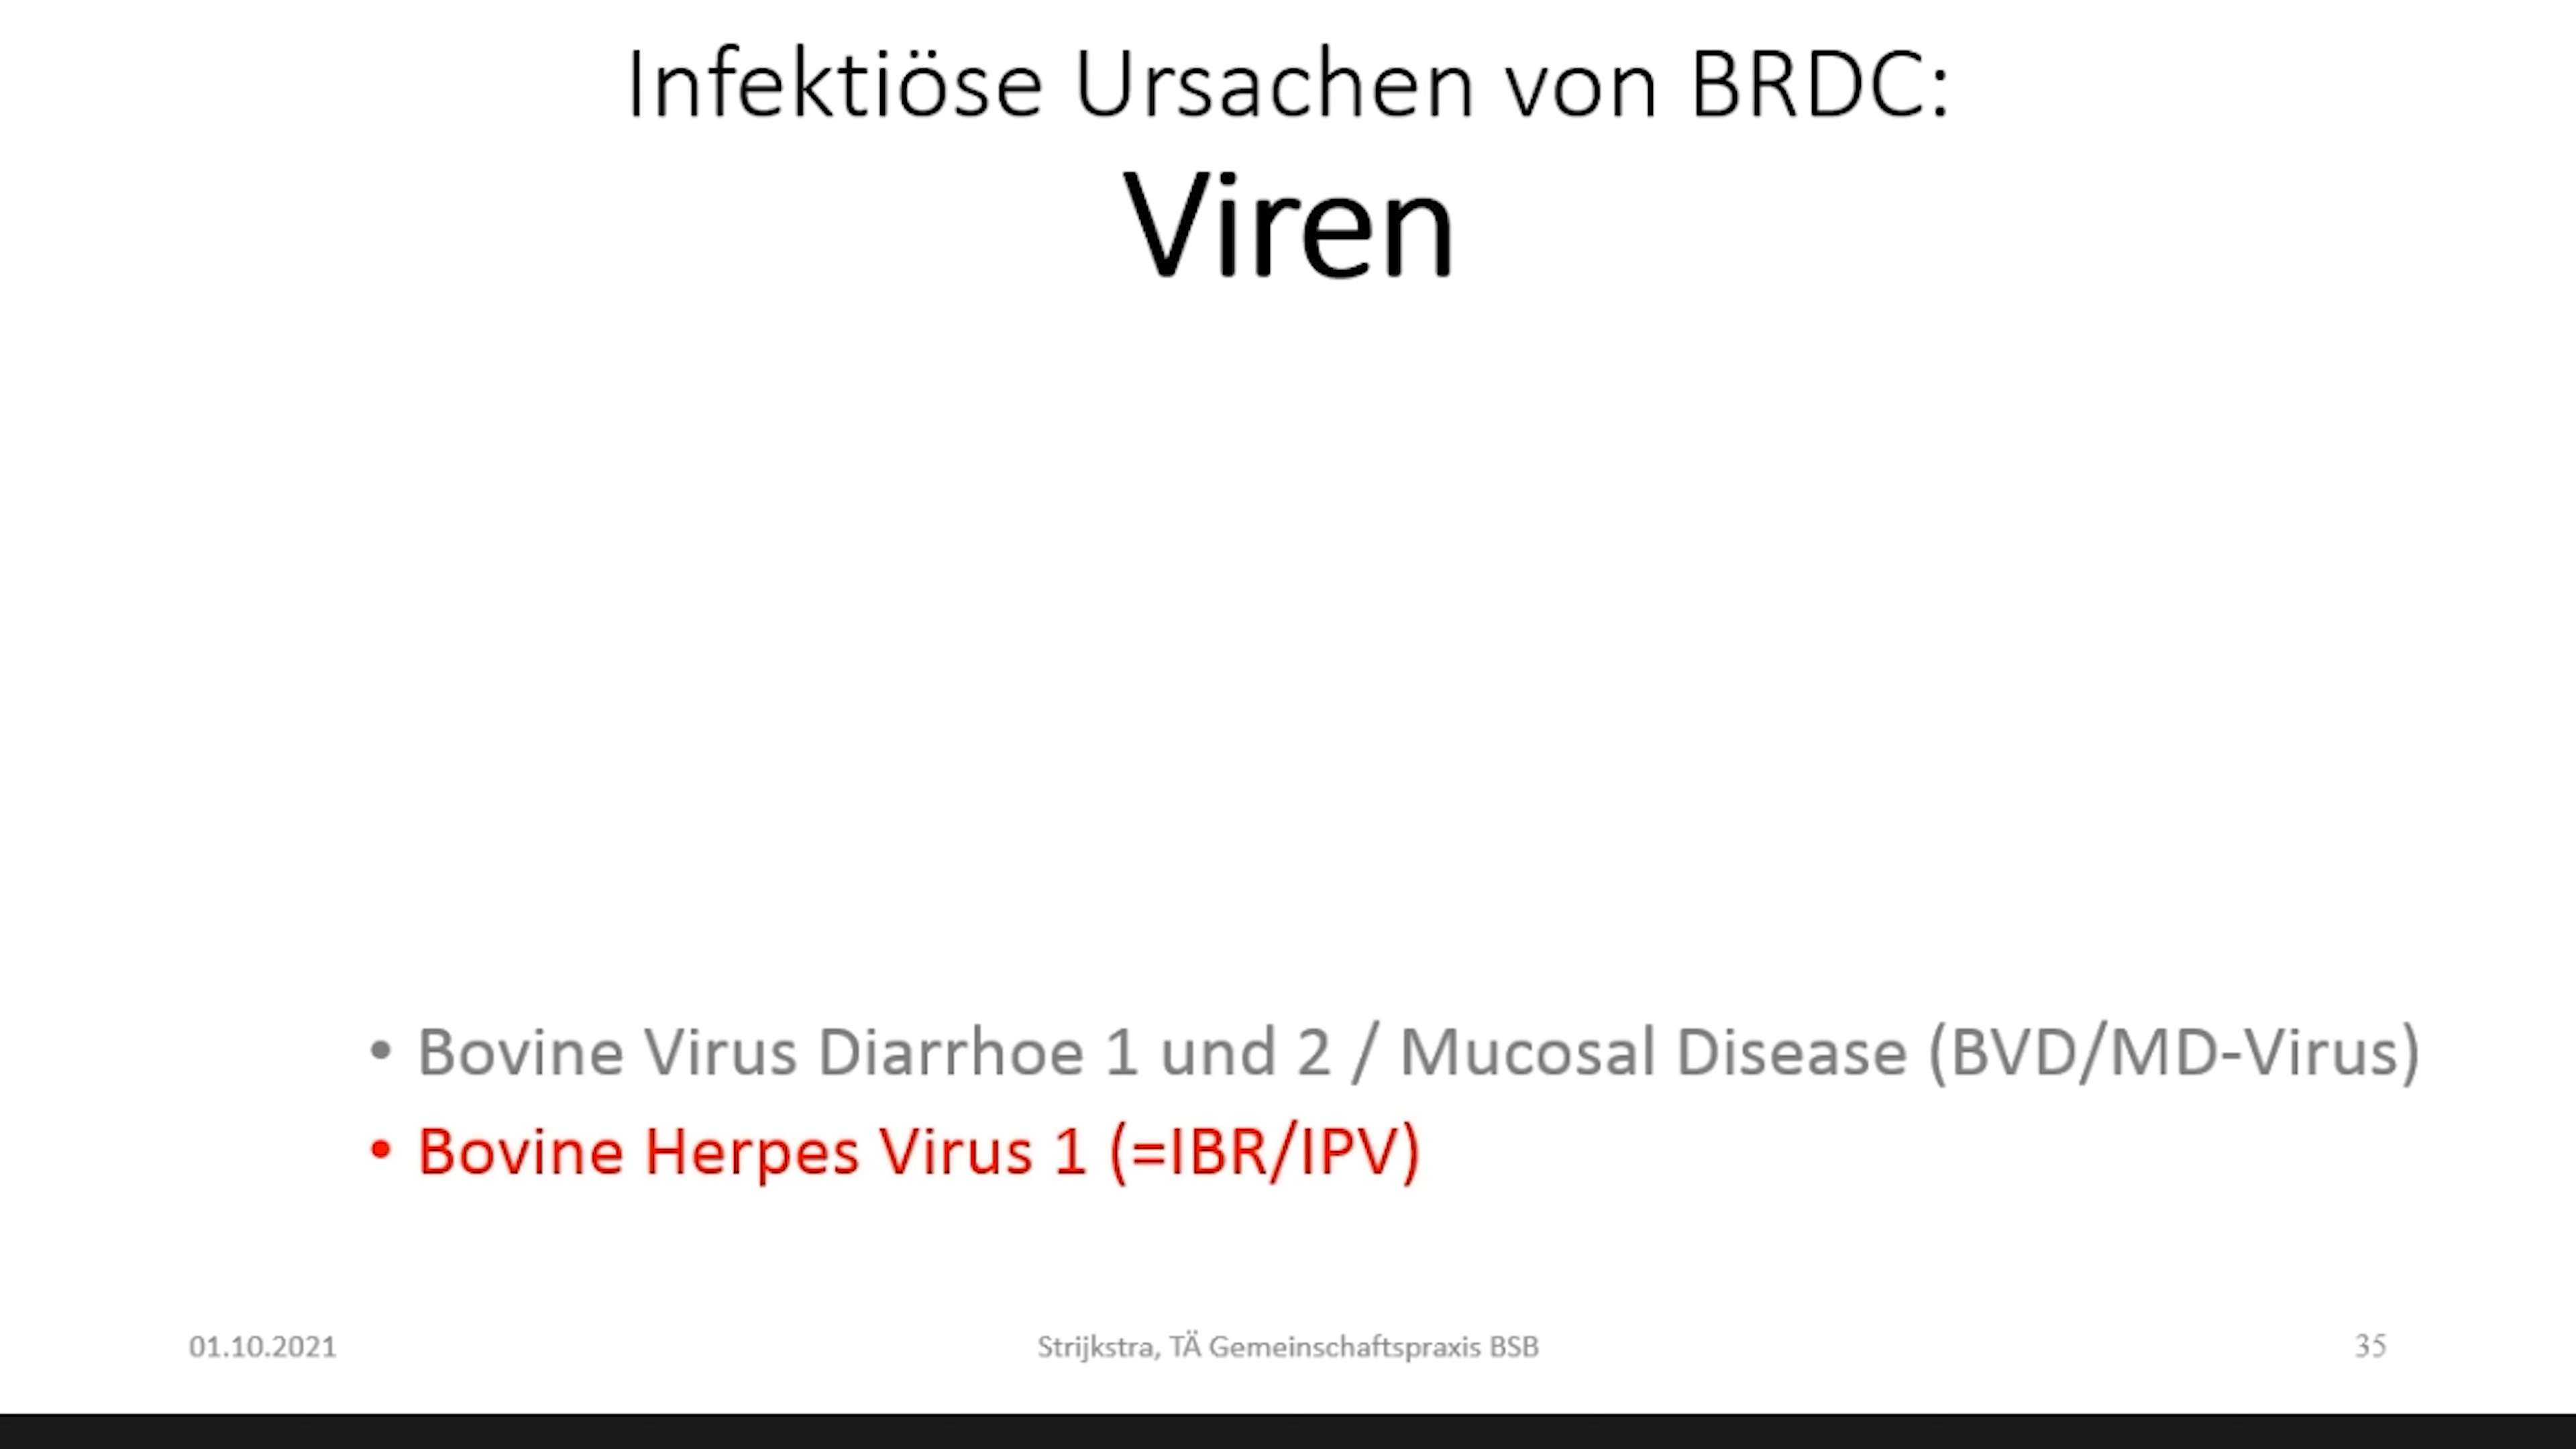 Infektiöse Ursachen von BRDC:
Viren
• Bovine Virus Diarrhoe 1 und 2 / Mucosal Disease (BVD/MD-Virus)
• Bovine Herpes Virus 1 (=IBR/IPV)
01.10.2021
Strijkstra, TÄ Gemeinschaftspraxis BSB
35